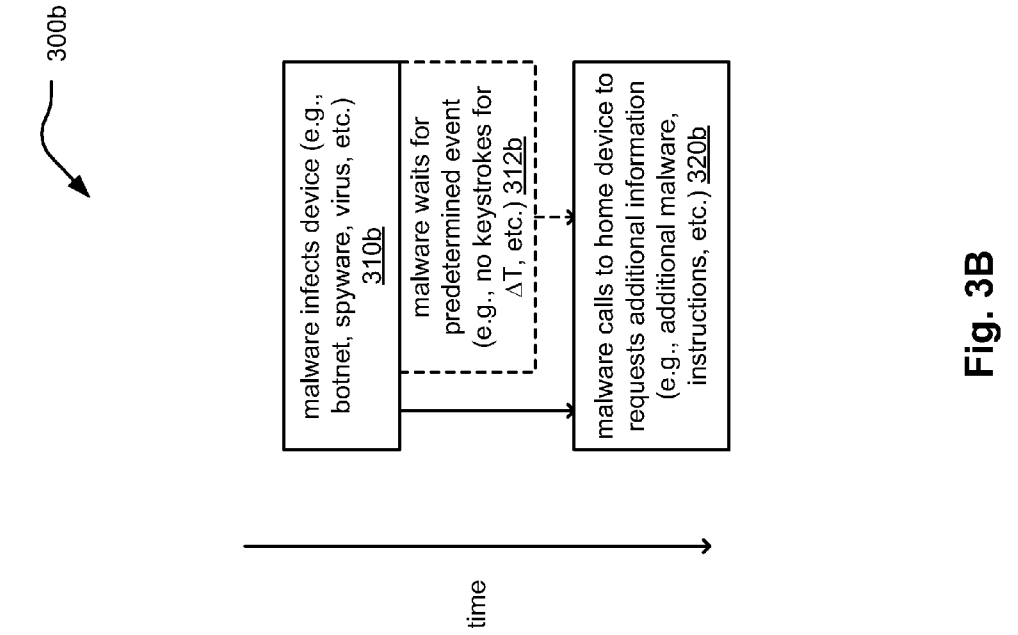 300b
malware infects device (e.g.,
botnet, spyware, virus, etc.)
310b
malware waits for
predetermined event
(e.g., no keystrokes for
ΔT, etc.) 312b
malware calls to home device to
requests additional information
(e.g., additional malware,
instructions, etc.) 320b
time
Fig. 3B